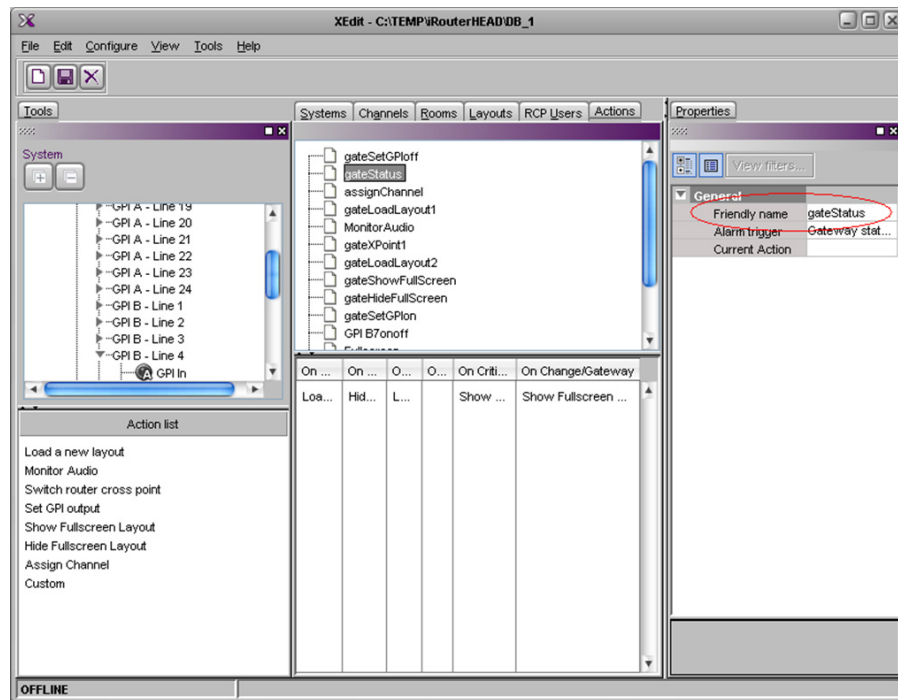 XEdit - C:\TEMP\iRouterHEAD\DB_1
File Edit Configure View Tools Help
Tools
System
GPI A - Line 19
GPI A - Line 20
GPI A - Line 21
GPI A - Line 22
GPI A - Line 23
GPI A - Line 24
GPI B - Line 1
GPI B - Line 2
GPI B - Line 3
GPI B - Line 4
GPI In
Action list
Load a new layout
Monitor Audio
Switch router cross point
Set GPI output
Show Fullscreen Layout
Hide Fullscreen Layout
Assign Channel
Custom
Systems Channels Rooms Layouts RCP Users Actions
gateSetGPIoff
gateStatus
assignChannel
gateLoadLayout1
MonitorAudio
gateXPoint1
gateLoadLayout2
gateShowFullScreen
gateHideFullScreen
gateSetGPIon
GPI B7onoff
Fullscreen
On ... On ... O... O... On Criti... On Change/Gateway
Loa... Hid... L... Show ... Show Fullscreen ...
Properties
View filters...
General
Friendly name gateStatus
Alarm trigger Gateway stat...
Current Action
OFFLINE